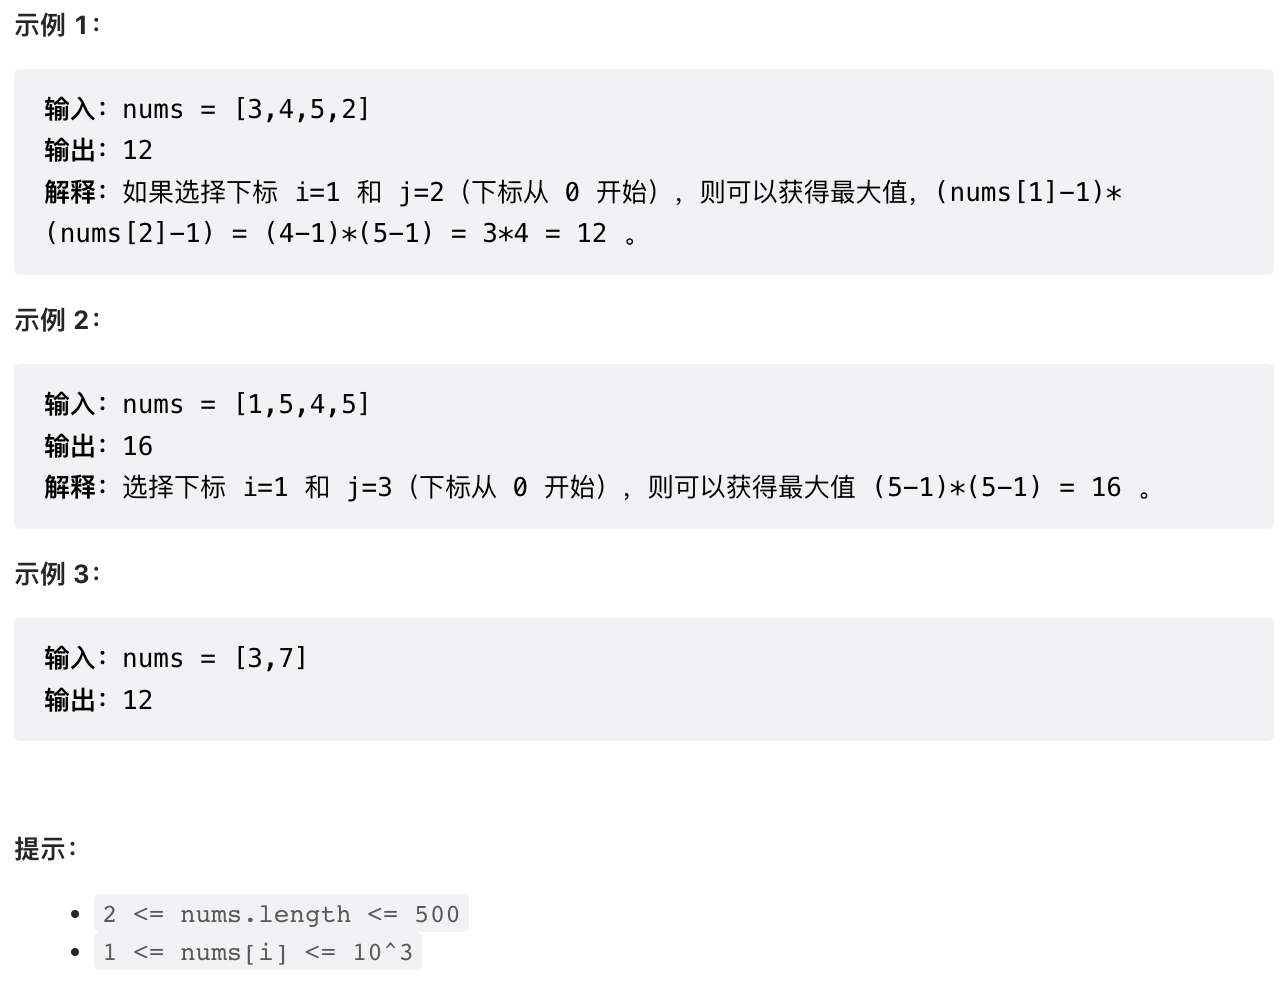 示例 1：
输入：nums = [3,4,5,2]
输出：12
解释：如果选择下标 i=1 和 j=2（下标从 0 开始），则可以获得最大值，(nums[1]-1)*
(nums[2]-1) = (4-1)*(5-1) = 3*4 = 12 。
示例 2：
输入：nums = [1,5,4,5]
输出：16
解释：选择下标 i=1 和 j=3（下标从 0 开始），则可以获得最大值 (5-1)*(5-1) = 16 。
示例 3：
输入：nums = [3,7]
输出：12
提示：
• 2 <= nums.length <= 500
• 1 <= nums[i] <= 10^3